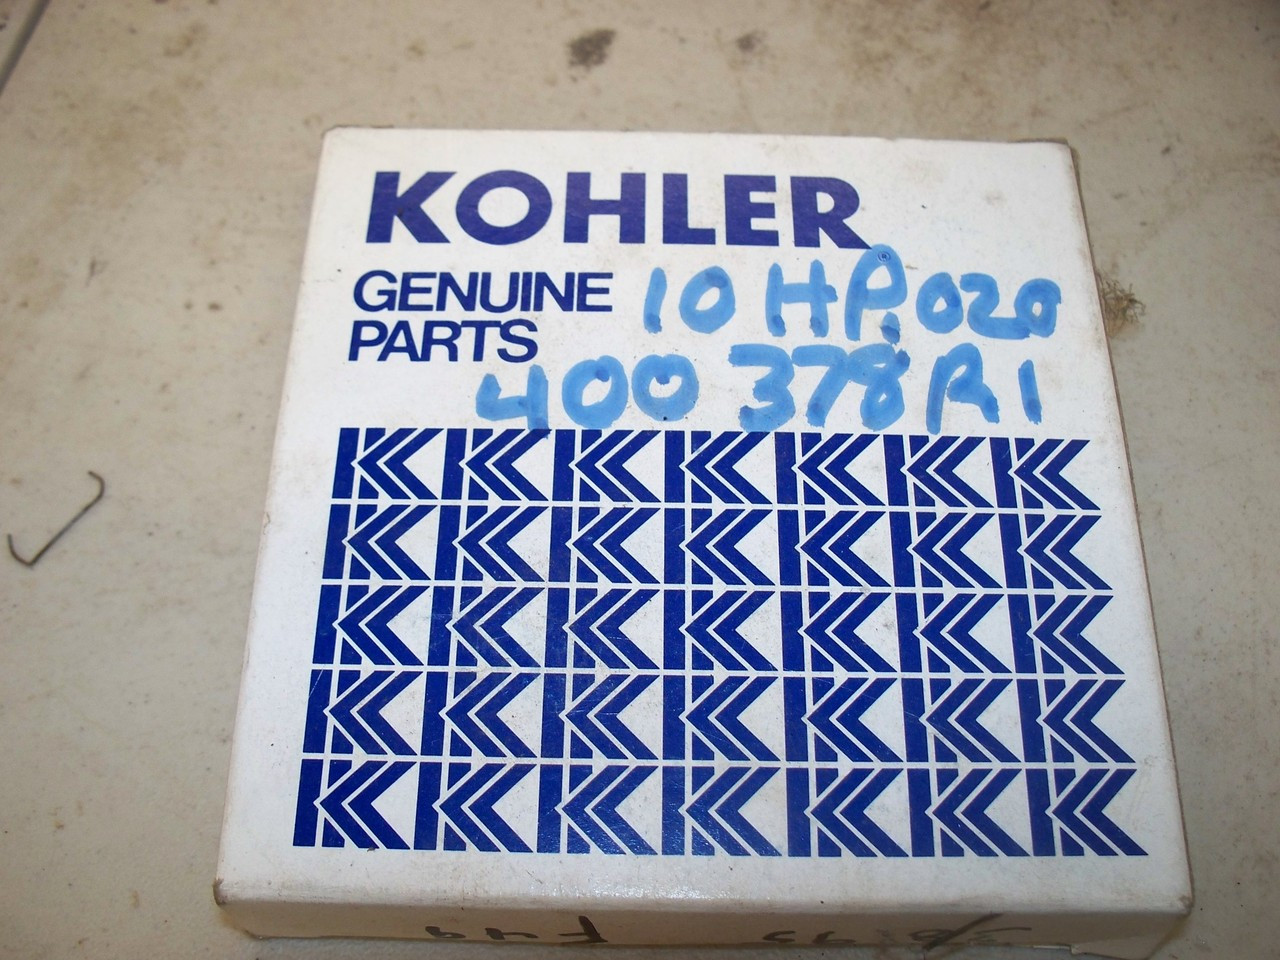 KOHLER
GENUINE
PARTS
10 HP .020
400 378 R1